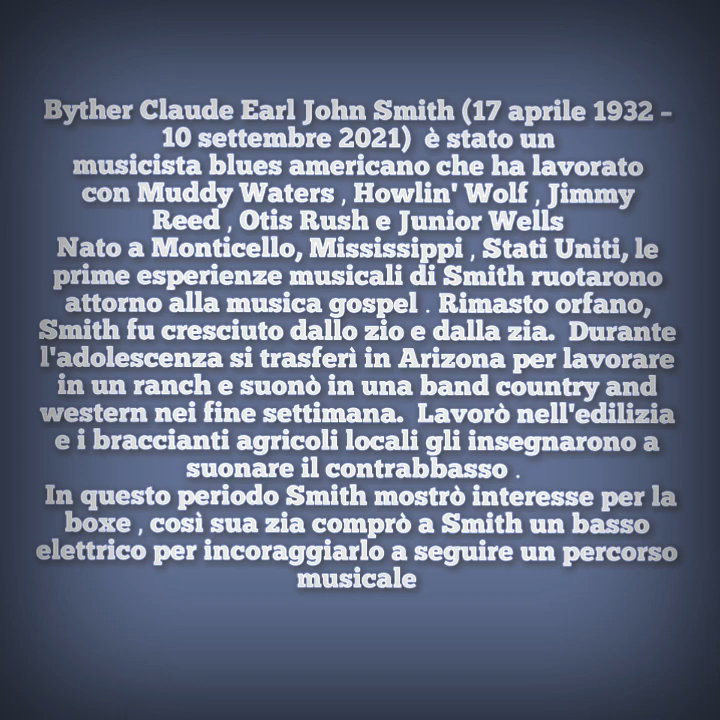 Byther Claude Earl John Smith (17 aprile 1932 –
10 settembre 2021) è stato un
musicista blues americano che ha lavorato
con Muddy Waters , Howlin' Wolf , Jimmy
Reed , Otis Rush e Junior Wells
Nato a Monticello, Mississippi , Stati Uniti, le
prime esperienze musicali di Smith ruotarono
attorno alla musica gospel . Rimasto orfano,
Smith fu cresciuto dallo zio e dalla zia. Durante
l'adolescenza si trasferì in Arizona per lavorare
in un ranch e suonò in una band country and
western nei fine settimana. Lavorò nell'edilizia
e i braccianti agricoli locali gli insegnarono a
suonare il contrabbasso .
In questo periodo Smith mostrò interesse per la
boxe , così sua zia comprò a Smith un basso
elettrico per incoraggiarlo a seguire un percorso
musicale